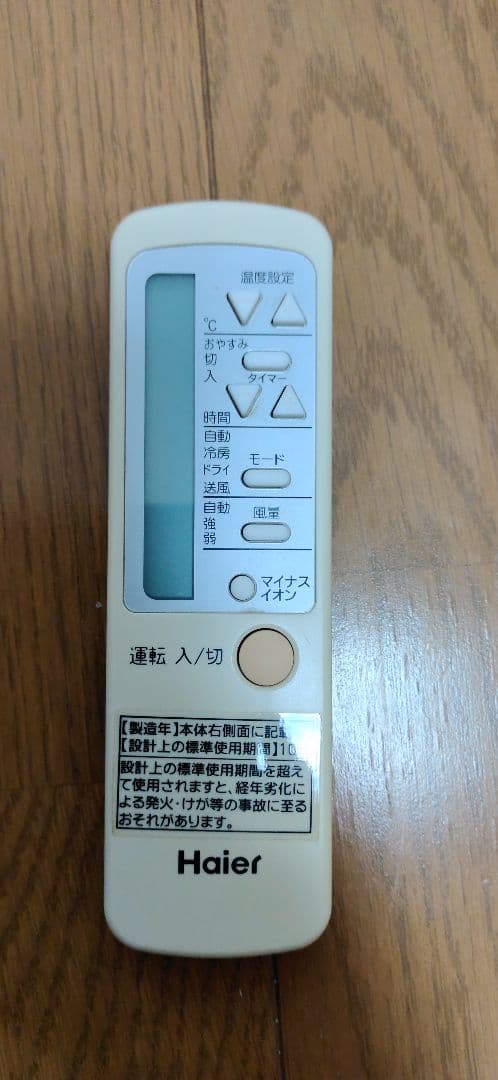 温度設定
℃
おやすみ
切
入
タイマー
時間
自動
冷房
モード
ドライ
送風
自動
風量
強
弱
マイナス
イオン
運転 入/切
【製造年】本体右側面に記載
【設計上の標準使用期間】10
設計上の標準使用期間を超え
て使用されますと、経年劣化に
よる発火・けが等の事故に至る
おそれがあります。
Haier